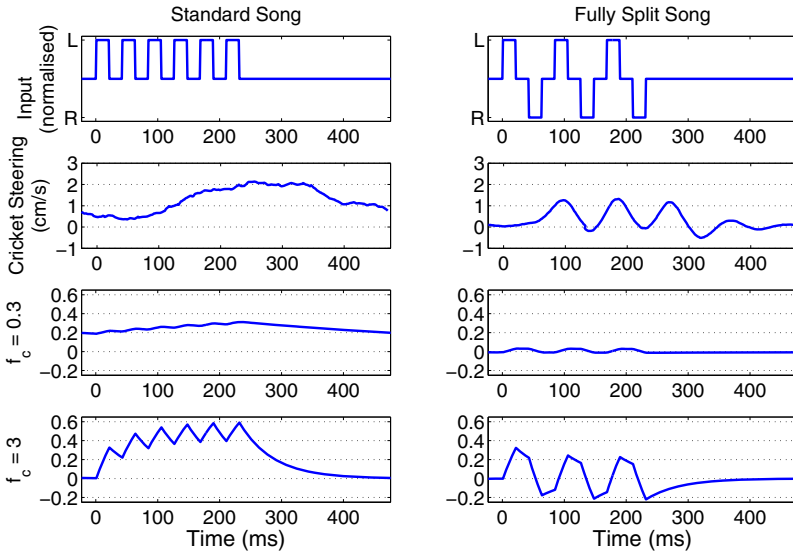 Standard Song
Fully Split Song
Input
(normalised)
L
R
0 100 200 300 400
L
R
0 100 200 300 400
Cricket Steering
(cm/s)
3
2
1
0
−1
0 100 200 300 400
3
2
1
0
−1
0 100 200 300 400
f_c = 0.3
0.6
0.4
0.2
0
−0.2
0 100 200 300 400
0.6
0.4
0.2
0
−0.2
0 100 200 300 400
f_c = 3
0.6
0.4
0.2
0
−0.2
0 100 200 300 400
Time (ms)
0.6
0.4
0.2
0
−0.2
0 100 200 300 400
Time (ms)